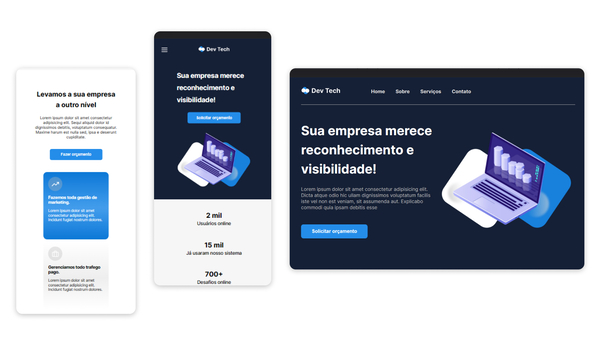 Levamos a sua empresa
a outro nível
Lorem ipsum dolor sit amet consectetur
adipisicing elit. Sequi aliquid dolor id
dignissimos debitis, voluptatum consequatur.
Maxime harum est nulla sed, ipsa e deserunt
cupiditate.
Fazer orçamento
Fazemos toda gestão de
marketing.
Lorem ipsum dolor sit amet
consectetur adipisicing elit.
Incidunt fugiat nostrum dolores.
Gerenciamos todo trafego
pago.
Lorem ipsum dolor sit amet
consectetur adipisicing elit.
Incidunt fugiat nostrum dolores.
Dev Tech
Sua empresa merece
reconhecimento e
visibilidade!
Solicitar orçamento
2 mil
Usuários online
15 mil
Já usaram nosso sistema
700+
Desafios online
Dev Tech
Home Sobre Serviços Contato
Sua empresa merece
reconhecimento e
visibilidade!
Lorem ipsum dolor sit amet consectetur, adipisicing elit.
Dicta atque odio hic ullam dignissimos voluptatum facilis
iste vel non est veniam, sit assumenda aut. Explicabo
commodi quia ipsam debitis esse
Solicitar orçamento